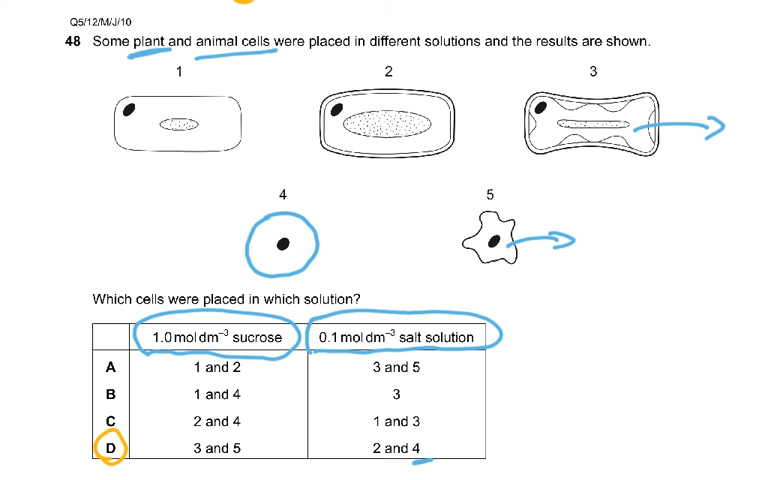 Q5/12/M/J/10
48 Some plant and animal cells were placed in different solutions and the results are shown.
1 2 3
4 5
Which cells were placed in which solution?
1.0 mol dm⁻³ sucrose 0.1 mol dm⁻³ salt solution
A 1 and 2 3 and 5
B 1 and 4 3
C 2 and 4 1 and 3
D 3 and 5 2 and 4